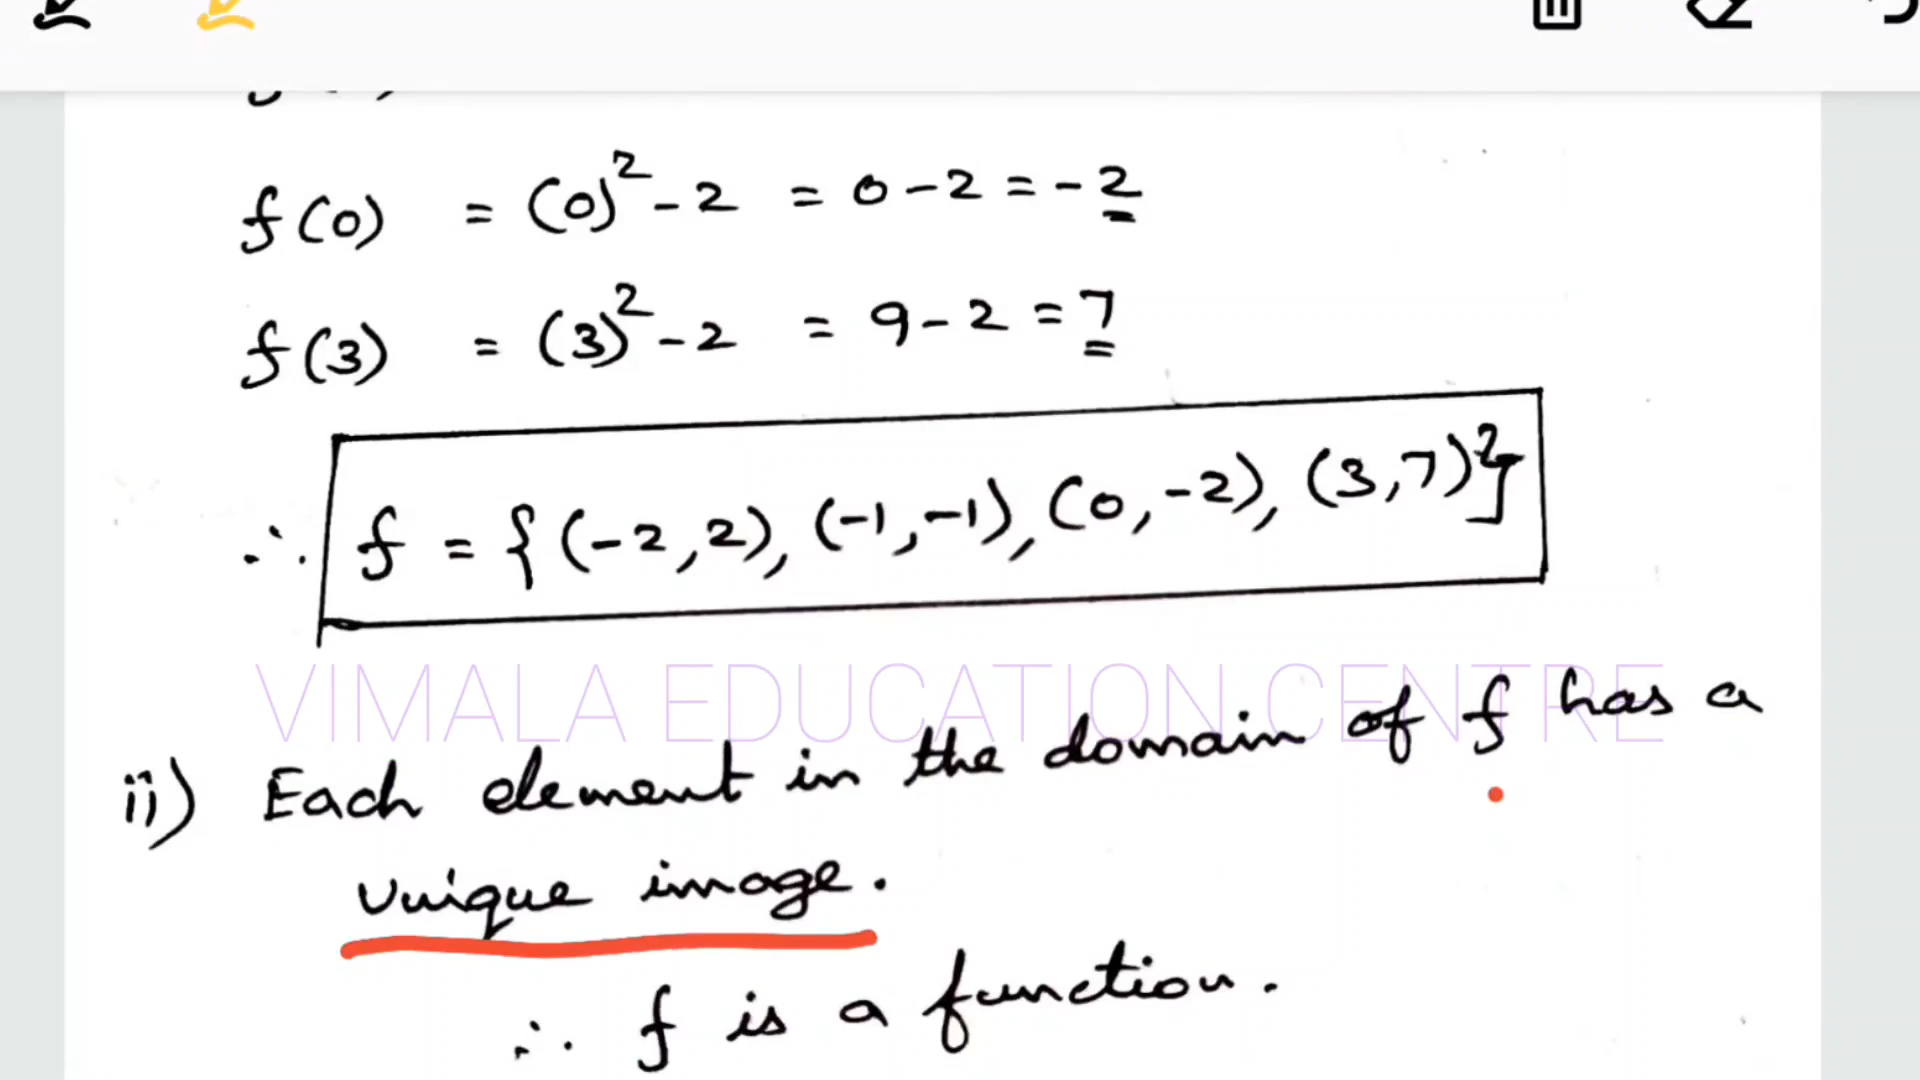 f(0) = (0)² - 2 = 0 - 2 = -2
f(3) = (3)² - 2 = 9 - 2 = 7
∴ f = {(-2,2), (-1,-1), (0,-2), (3,7)}
VIMALA EDUCATION CENTRE
ii) Each element in the domain of f has a
unique image.
∴ f is a function.